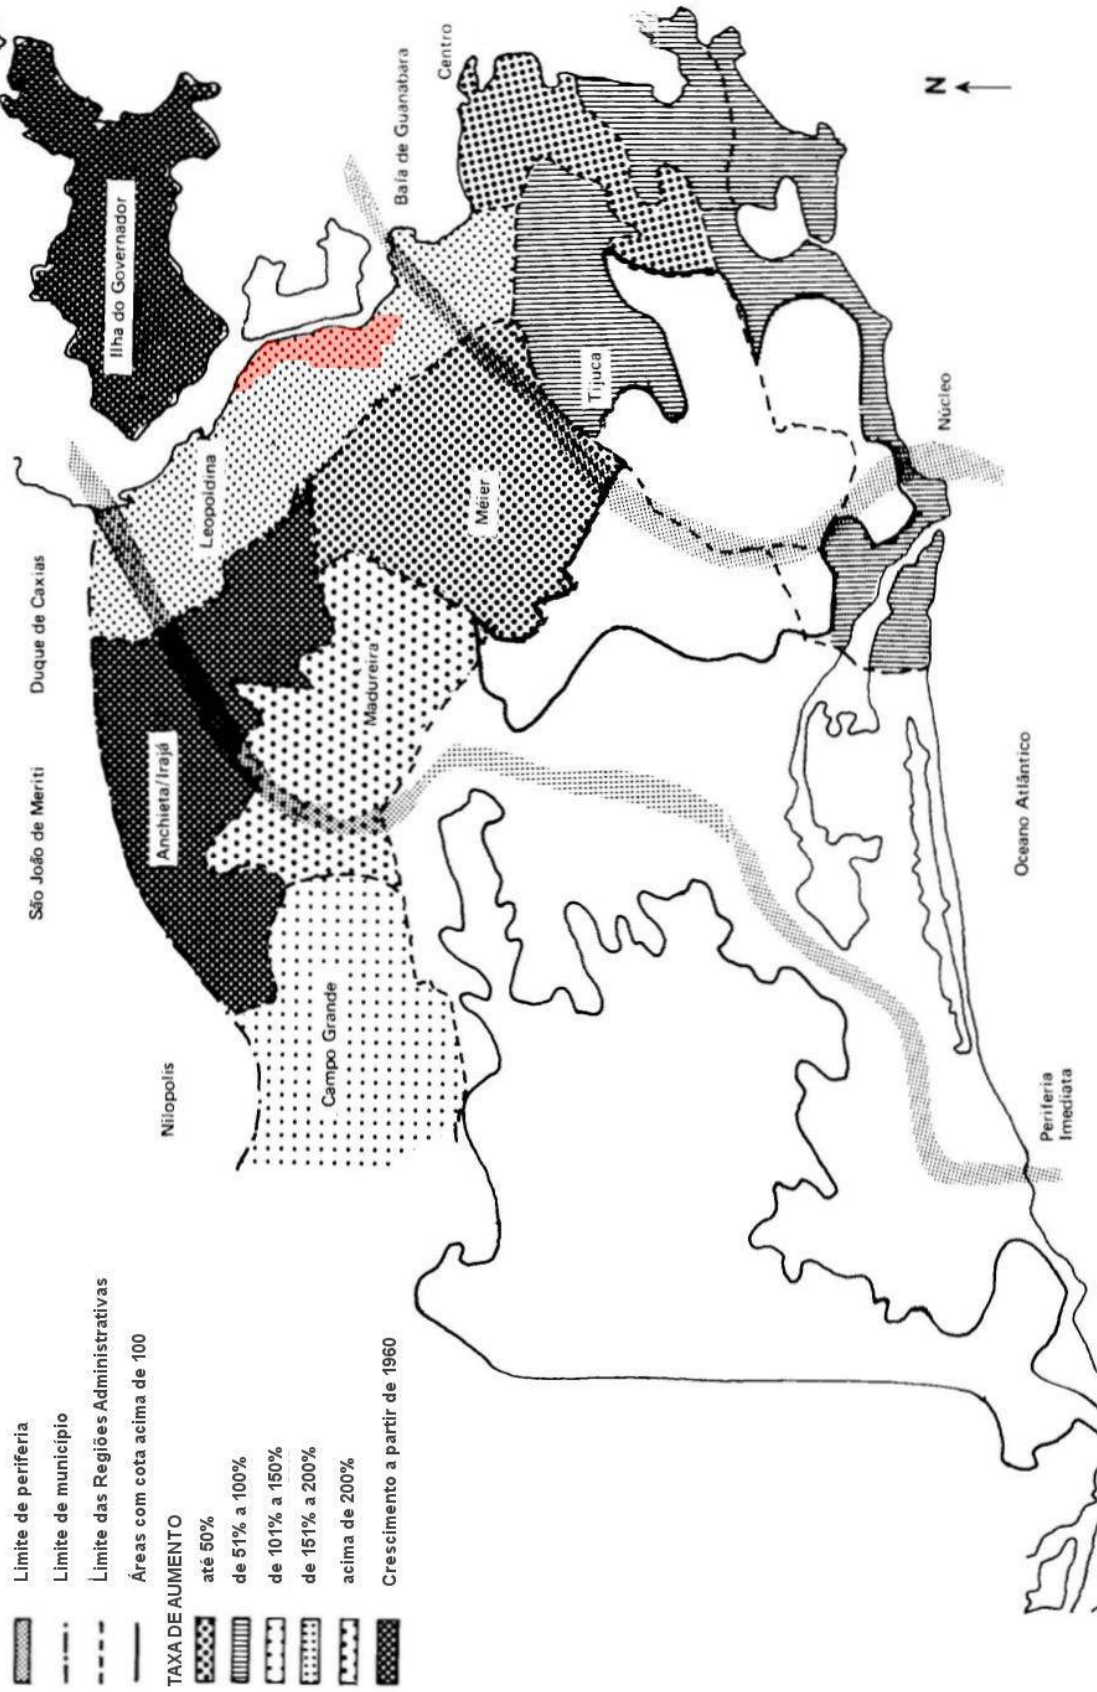 Limite de periferia
Limite de município
Limite das Regiões Administrativas
Áreas com cota acima de 100
TAXA DE AUMENTO
até 50%
de 51% a 100%
de 101% a 150%
de 151% a 200%
acima de 200%
Crescimento a partir de 1960
Nilopolis
São João de Meriti
Duque de Caxias
Anchieta/Irajá
Leopoldina
Ilha do Governador
Campo Grande
Madureira
Meier
Tijuca
Baía de Guanabara
Centro
Núcleo
N
Oceano Atlântico
Periferia
Imediata